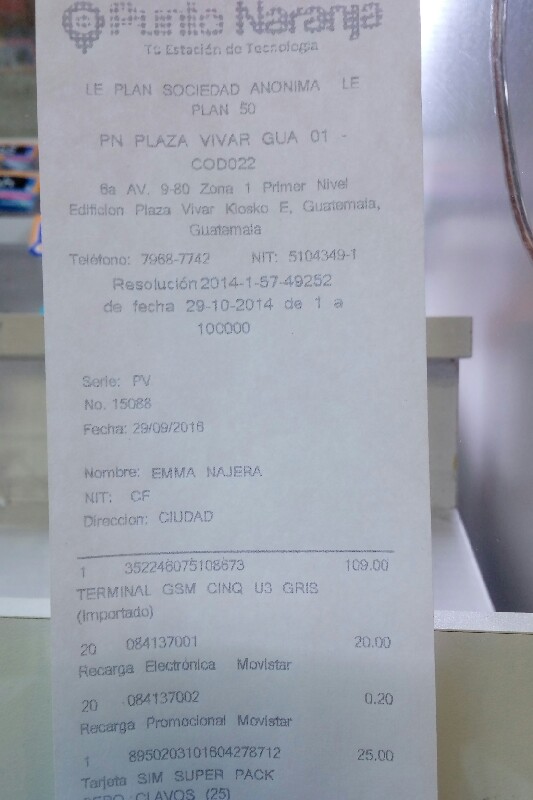 Punto Naranja
Tu Estación de Tecnología
LE PLAN SOCIEDAD ANONIMA LE
PLAN 50
PN PLAZA VIVAR GUA 01 -
COD022
6a AV. 9-80 Zona 1 Primer Nivel
Edificion Plaza Vivar Kiosko E, Guatemala,
Guatemala
Teléfono: 7968-7742 NIT: 5104349-1
Resolución 2014-1-57-49252
de fecha 29-10-2014 de 1 a
100000
Serie: PV
No. 15088
Fecha: 29/09/2016
Nombre: EMMA NAJERA
NIT: CF
Direccion: CIUDAD
1 352246075108673 109.00
TERMINAL GSM CINQ U3 GRIS
(Importado)
20 084137001 20.00
Recarga Electrónica Movistar
20 084137002 0.20
Recarga Promocional Movistar
1 8950203101604278712 25.00
Tarjeta SIM SUPER PACK
CLAVOS (25)